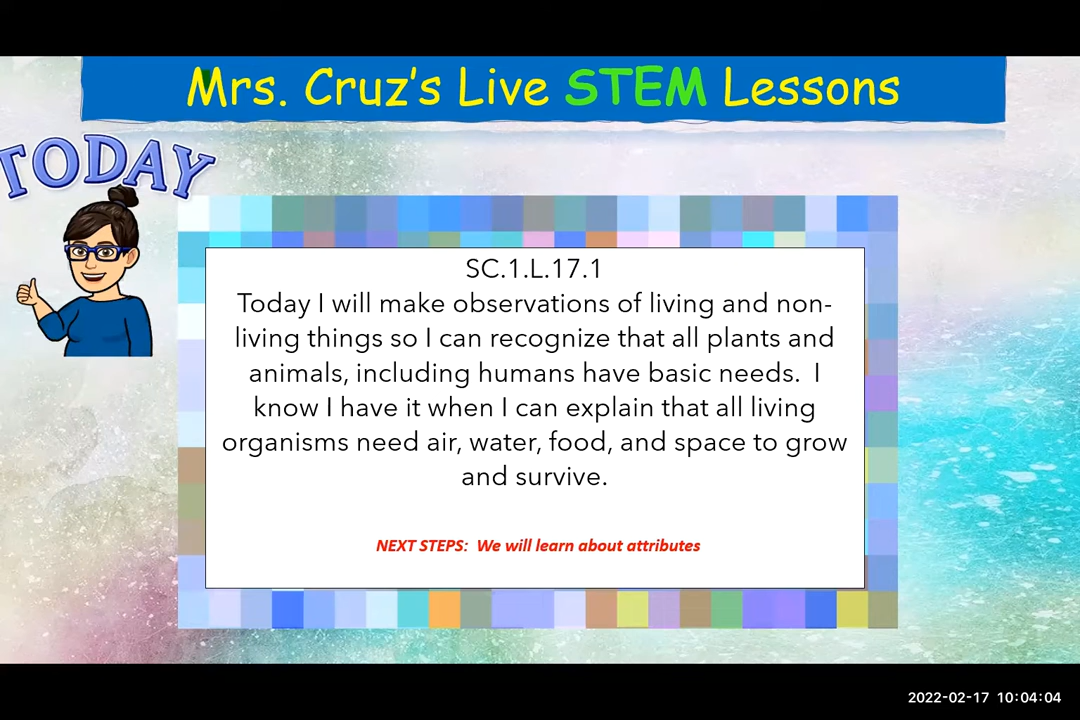 Mrs. Cruz's Live STEM Lessons
TODAY
SC.1.L.17.1
Today I will make observations of living and non-
living things so I can recognize that all plants and
animals, including humans have basic needs.  I
know I have it when I can explain that all living
organisms need air, water, food, and space to grow
and survive.
NEXT STEPS:  We will learn about attributes
2022-02-17  10:04:04